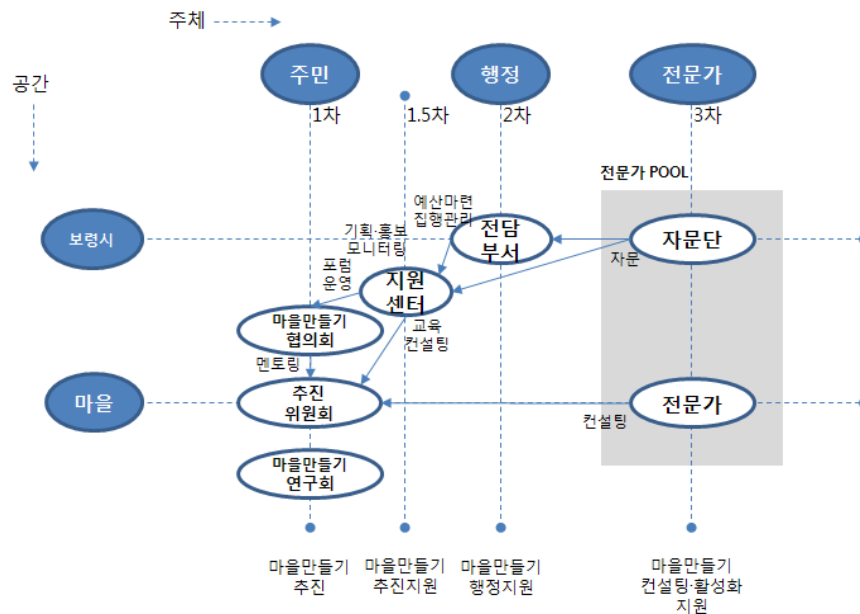 주체
공간
주민
행정
전문가
1차
1.5차
2차
3차
전문가 POOL
보령시
예산마련
집행관리
전담
부서
자문단
자문
기획·홍보
모니터링
포럼
운영
지원
센터
마을만들기
협의회
교육
컨설팅
멘토링
마을
추진
위원회
전문가
컨설팅
마을만들기
연구회
마을만들기
추진
마을만들기
추진지원
마을만들기
행정지원
마을만들기
컨설팅·활성화
지원